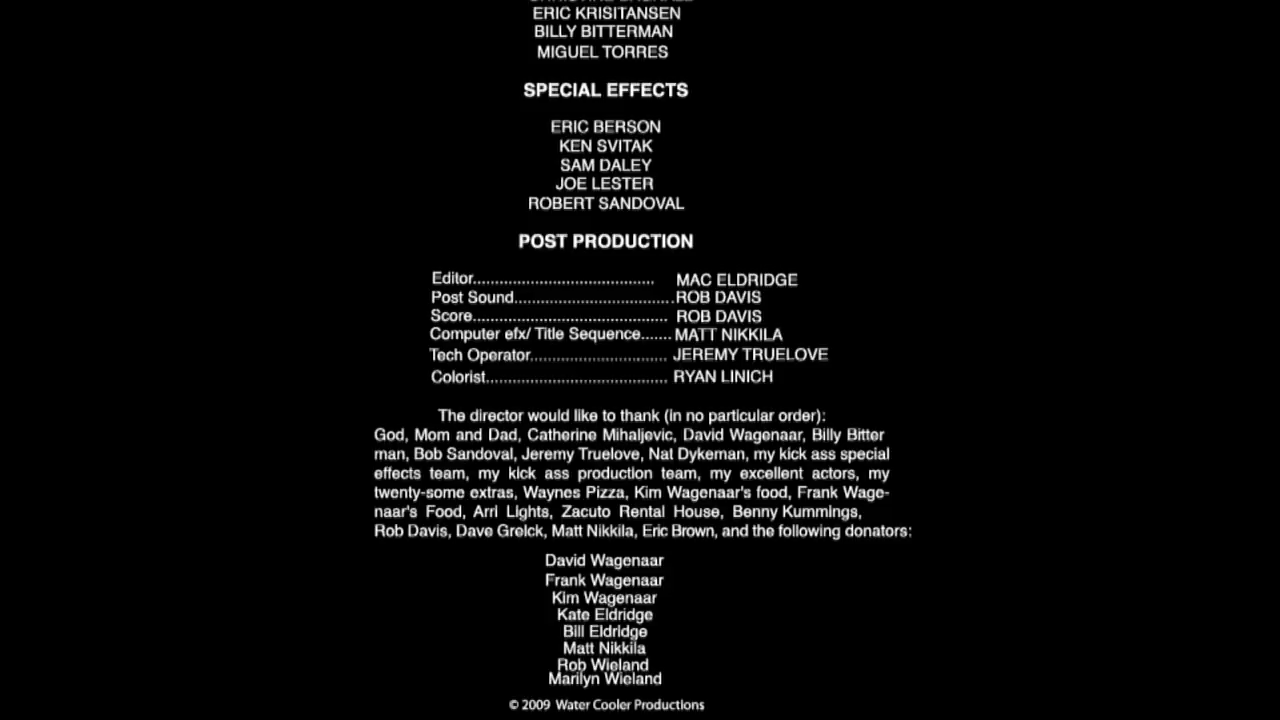 ERIC KRISITANSEN
BILLY BITTERMAN
MIGUEL TORRES
SPECIAL EFFECTS
ERIC BERSON
KEN SVITAK
SAM DALEY
JOE LESTER
ROBERT SANDOVAL
POST PRODUCTION
Editor......................................... MAC ELDRIDGE
Post Sound....................................ROB DAVIS
Score............................................ ROB DAVIS
Computer efx/ Title Sequence....... MATT NIKKILA
Tech Operator............................... JEREMY TRUELOVE
Colorist......................................... RYAN LINICH
The director would like to thank (in no particular order):
God, Mom and Dad, Catherine Mihaljevic, David Wagenaar, Billy Bitter
man, Bob Sandoval, Jeremy Truelove, Nat Dykeman, my kick ass special
effects team, my kick ass production team, my excellent actors, my
twenty-some extras, Waynes Pizza, Kim Wagenaar's food, Frank Wage-
naar's Food, Arri Lights, Zacuto Rental House, Benny Kummings,
Rob Davis, Dave Grelck, Matt Nikkila, Eric Brown, and the following donators:
David Wagenaar
Frank Wagenaar
Kim Wagenaar
Kate Eldridge
Bill Eldridge
Matt Nikkila
Rob Wieland
Marilyn Wieland
© 2009 Water Cooler Productions